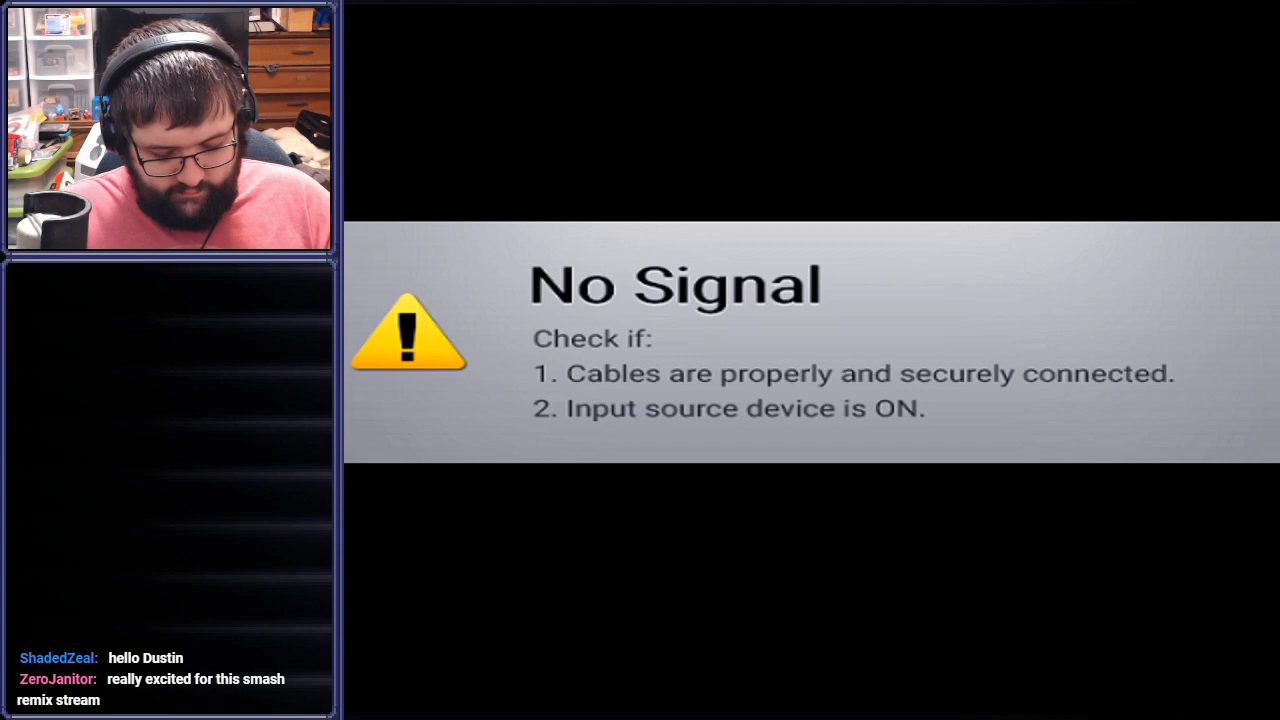 No Signal
Check if:
1. Cables are properly and securely connected.
2. Input source device is ON.
ShadedZeal: hello Dustin
ZeroJanitor: really excited for this smash
remix stream